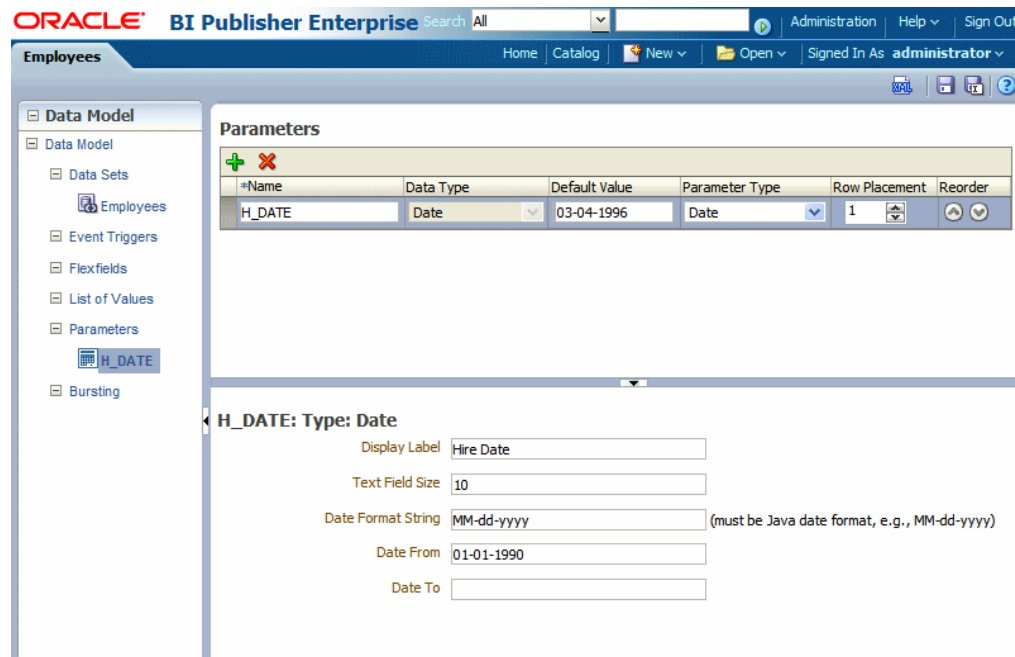 ORACLE BI Publisher Enterprise Search All Administration Help Sign Out
Employees Home Catalog New Open Signed In As administrator
XML
Data Model
Data Model
Data Sets
Employees
Event Triggers
Flexfields
List of Values
Parameters
H_DATE
Bursting
Parameters
*Name Data Type Default Value Parameter Type Row Placement Reorder
H_DATE Date 03-04-1996 Date 1
H_DATE: Type: Date
Display Label Hire Date
Text Field Size 10
Date Format String MM-dd-yyyy (must be Java date format, e.g., MM-dd-yyyy)
Date From 01-01-1990
Date To